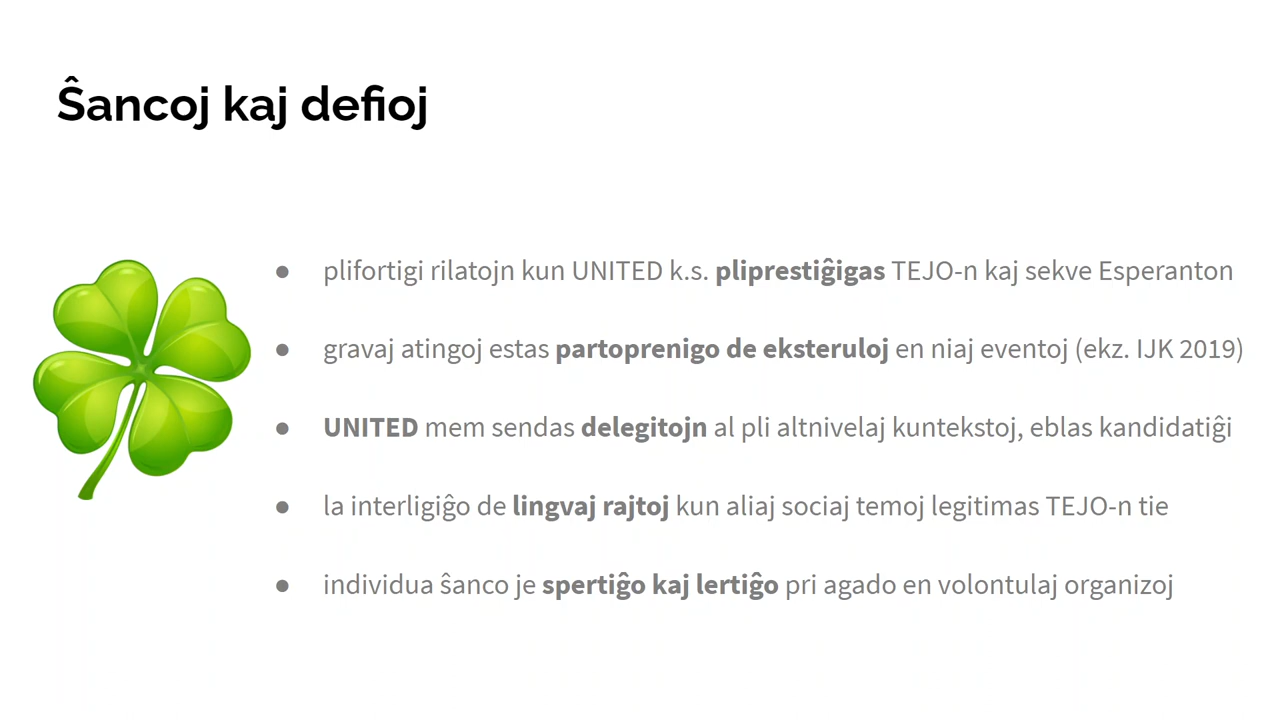 Ŝancoj kaj defioj
● plifortigi rilatojn kun UNITED k.s. pliprestiĝigas TEJO-n kaj sekve Esperanton
● gravaj atingoj estas partoprenigo de eksteruloj en niaj eventoj (ekz. IJK 2019)
● UNITED mem sendas delegitojn al pli altnivelaj kuntekstoj, eblas kandidatiĝi
● la interligiĝo de lingvaj rajtoj kun aliaj sociaj temoj legitimas TEJO-n tie
● individua ŝanco je spertiĝo kaj lertiĝo pri agado en volontulaj organizoj